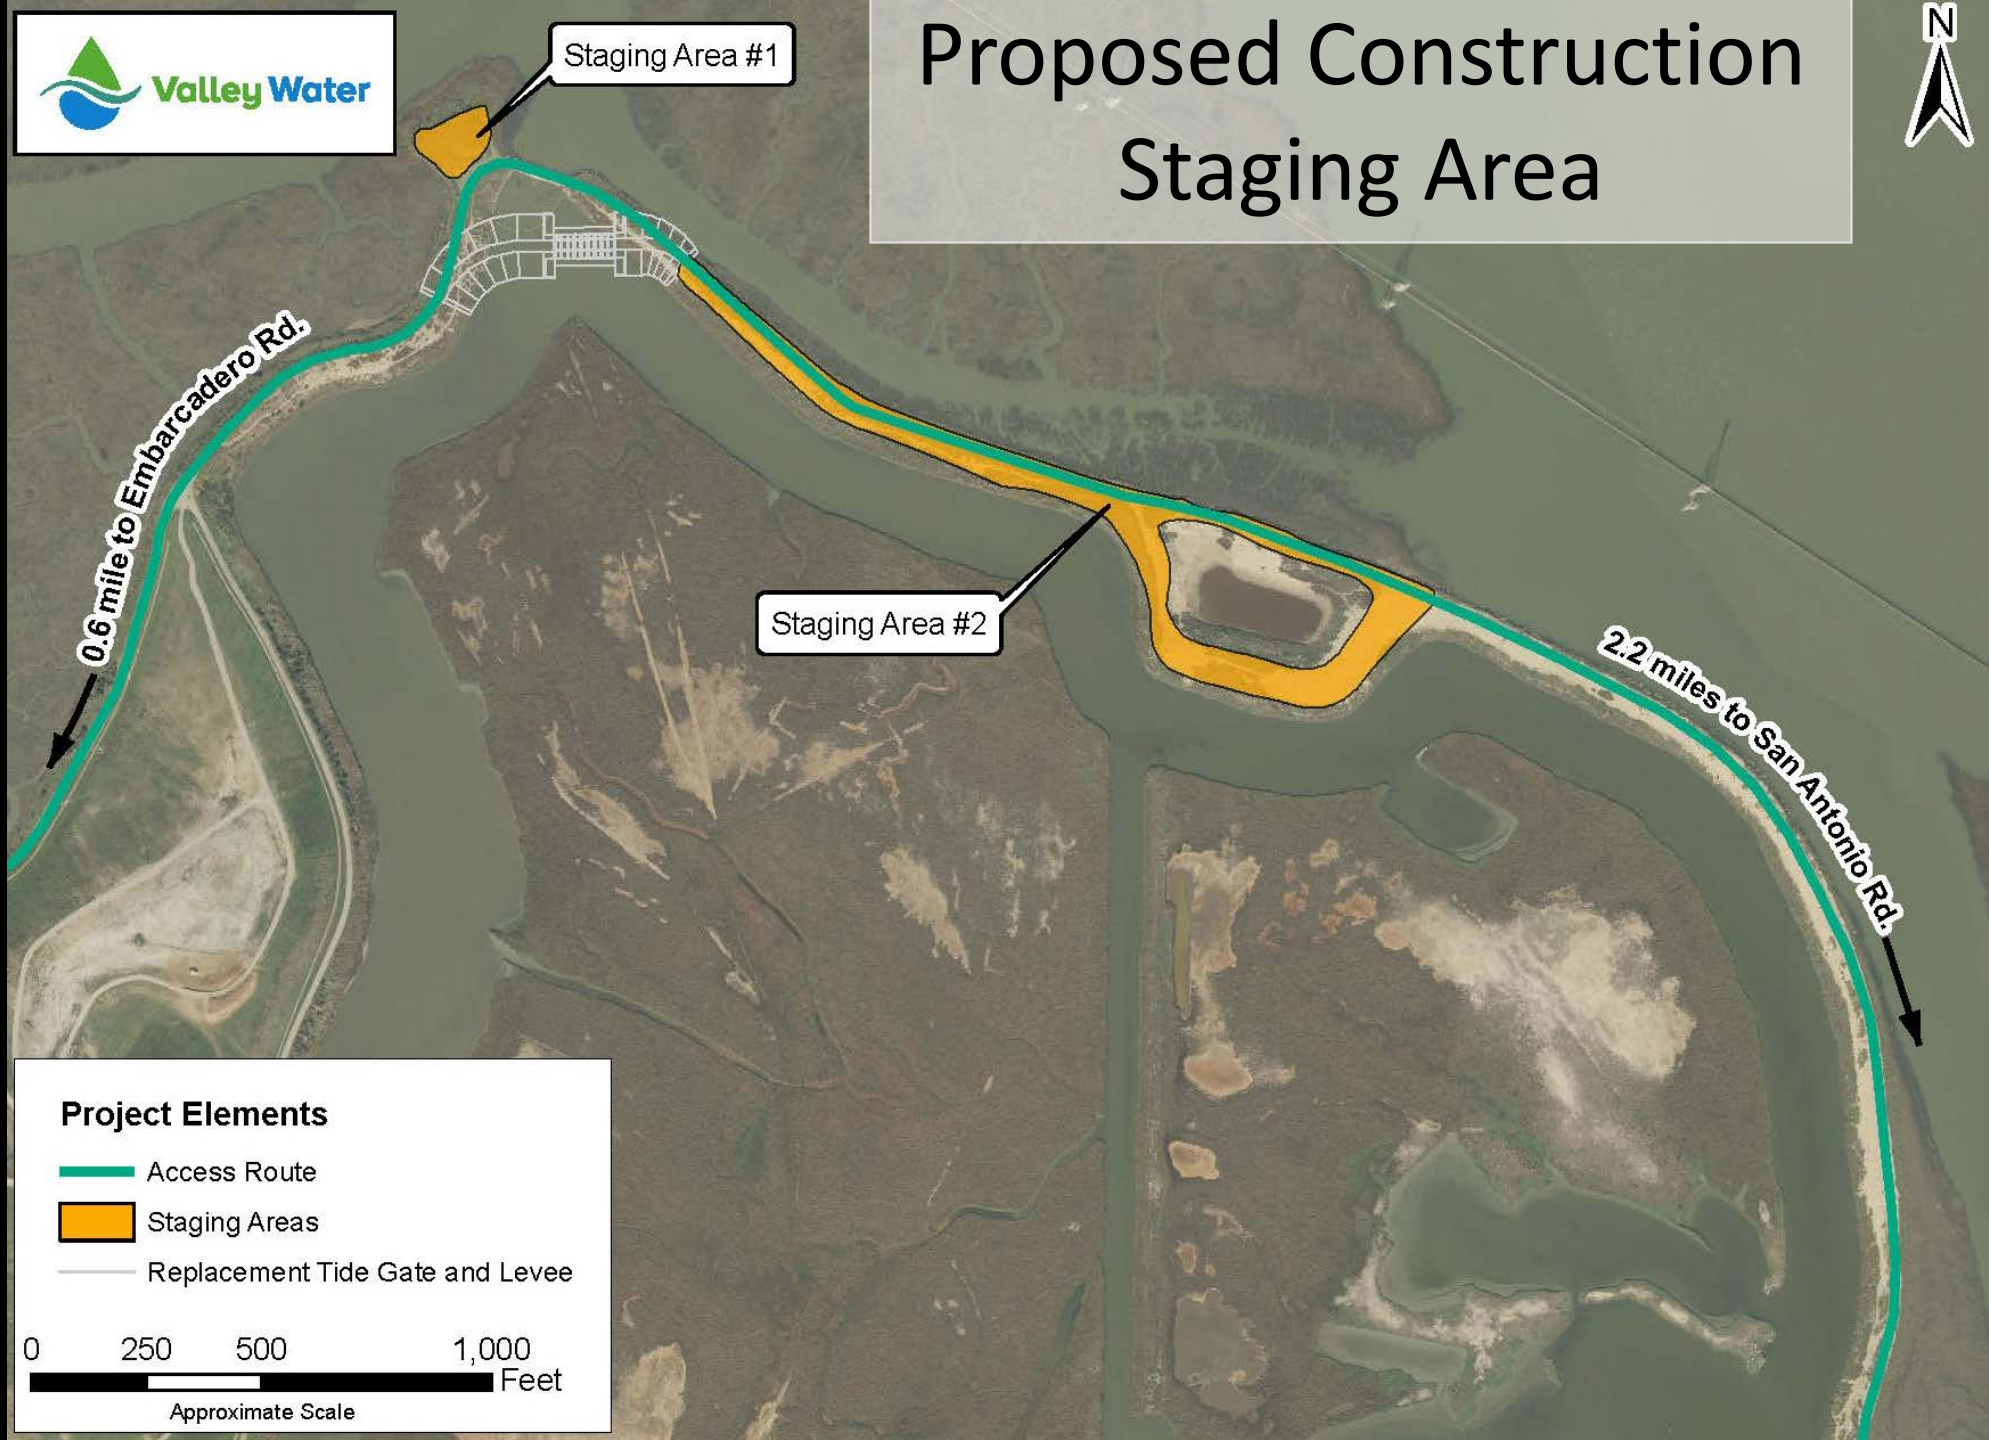 Valley Water
Staging Area #1
Proposed Construction
Staging Area
N
0.6 mile to Embarcadero Rd.
Staging Area #2
2.2 miles to San Antonio Rd.
Project Elements
Access Route
Staging Areas
Replacement Tide Gate and Levee
0 250 500 1,000
Feet
Approximate Scale